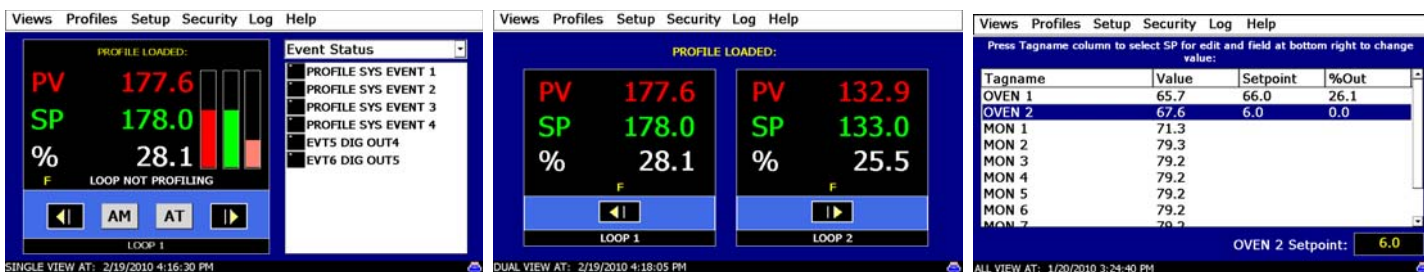 Views Profiles Setup Security Log Help
PROFILE LOADED:
PV 177.6
SP 178.0
% 28.1
F LOOP NOT PROFILING
AM AT
LOOP 1
Event Status
PROFILE SYS EVENT 1
PROFILE SYS EVENT 2
PROFILE SYS EVENT 3
PROFILE SYS EVENT 4
EVT5 DIG OUT4
EVT6 DIG OUT5
SINGLE VIEW AT: 2/19/2010 4:16:30 PM
Views Profiles Setup Security Log Help
PROFILE LOADED:
PV 177.6
SP 178.0
% 28.1
F
LOOP 1
PV 132.9
SP 133.0
% 25.5
F
LOOP 2
DUAL VIEW AT: 2/19/2010 4:18:05 PM
Views Profiles Setup Security Log Help
Press Tagname column to select SP for edit and field at bottom right to change
value:
Tagname Value Setpoint %Out
OVEN 1 65.7 66.0 26.1
OVEN 2 67.6 6.0 0.0
MON 1 71.3
MON 2 79.3
MON 3 79.2
MON 4 79.2
MON 5 79.2
MON 6 79.2
MON 7 79.2
OVEN 2 Setpoint: 6.0
ALL VIEW AT: 1/20/2010 3:24:40 PM